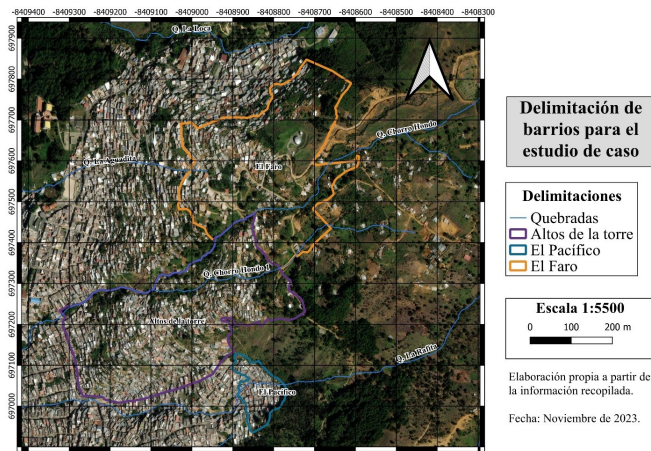 -8409400 -8409300 -8409200 -8409100 -8409000 -8408900 -8408800 -8408700 -8408600 -8408500 -8408400 -8408300
697900
697800
697700
697600
697500
697400
697300
697200
697100
697000
Q. La Loca
Q. Chorro Hondo
Q. La Aguadita
El Faro
Q. Chorro Hondo 1
Altos de la torre
Q. La Rafita
El Pacífico
Delimitación de
barrios para el
estudio de caso
Delimitaciones
Quebradas
Altos de la torre
El Pacífico
El Faro
Escala 1:5500
0 100 200 m
Elaboración propia a partir de
la información recopilada.
Fecha: Noviembre de 2023.